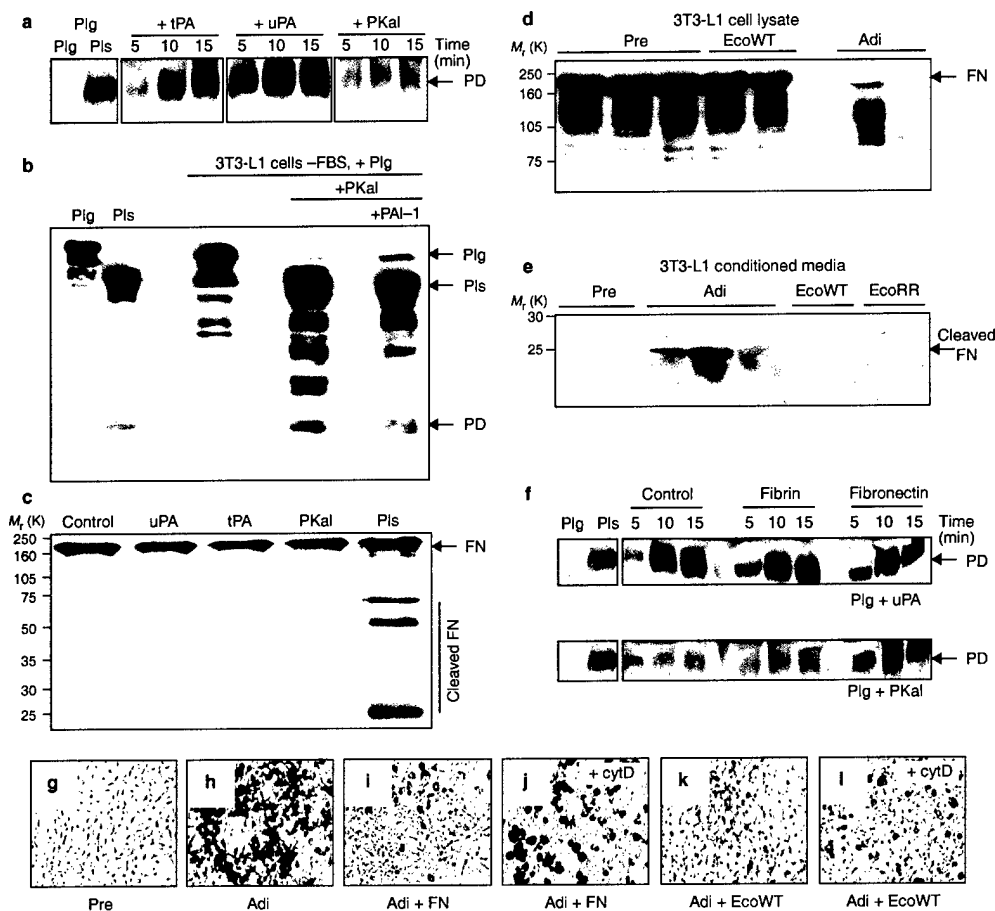 a
Plg + tPA + uPA + PKal
Plg Pls 5 10 15 5 10 15 5 10 15 Time (min)
PD
b
3T3-L1 cells –FBS, + Plg
+PKal
Plg Pls +PAI–1
Plg
Pls
PD
c
Mr (K) Control uPA tPA PKal Pls
250
160
105
75
50
35
30
25
FN
Cleaved FN
d
3T3-L1 cell lysate
Mr (K) Pre EcoWT Adi
250
160
105
75
FN
e
3T3-L1 conditioned media
Mr (K) Pre Adi EcoWT EcoRR
30
25
Cleaved
FN
f
Control Fibrin Fibronectin
Plg Pls 5 10 15 5 10 15 5 10 15 Time (min)
PD
Plg + uPA
PD
Plg + PKal
g h i j + cytD k l + cytD
Pre Adi Adi + FN Adi + FN Adi + EcoWT Adi + EcoWT